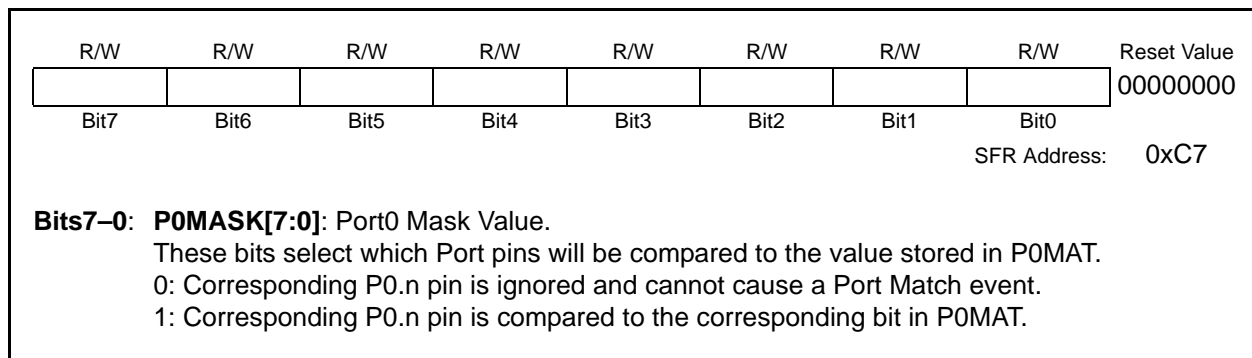 R/W R/W R/W R/W R/W R/W R/W R/W Reset Value
00000000
Bit7 Bit6 Bit5 Bit4 Bit3 Bit2 Bit1 Bit0
SFR Address: 0xC7
Bits7–0: P0MASK[7:0]: Port0 Mask Value.
These bits select which Port pins will be compared to the value stored in P0MAT.
0: Corresponding P0.n pin is ignored and cannot cause a Port Match event.
1: Corresponding P0.n pin is compared to the corresponding bit in P0MAT.